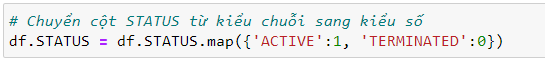 # Chuyển cột STATUS từ kiểu chuỗi sang kiểu số
df.STATUS = df.STATUS.map({'ACTIVE':1, 'TERMINATED':0})